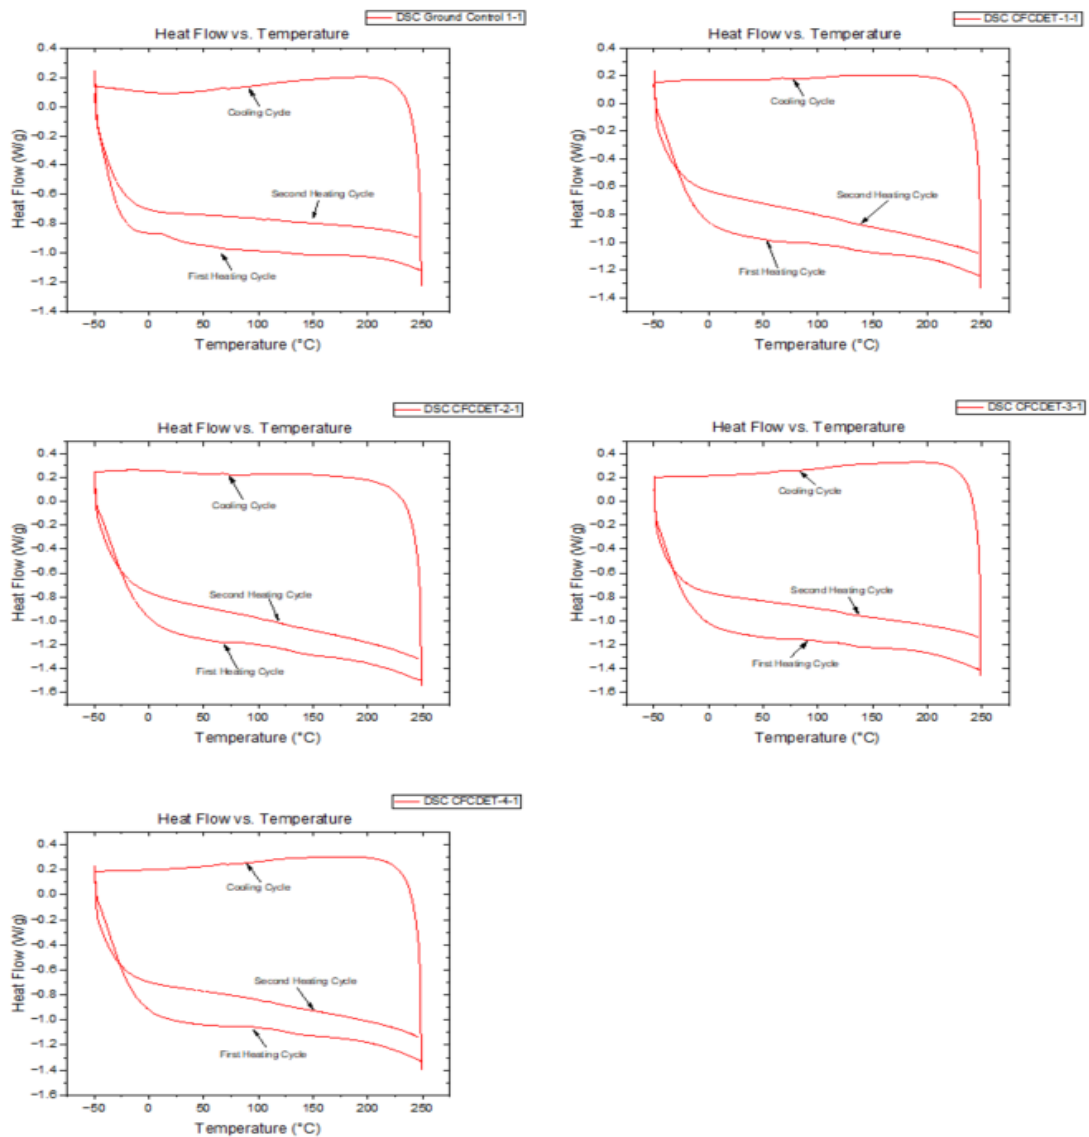 DSC Ground Control 1-1
Heat Flow vs. Temperature
0.4
0.2
0.0
−0.2
−0.4
−0.6
−0.8
−1.0
−1.2
−1.4
Heat Flow (W/g)
Cooling Cycle
Second Heating Cycle
First Heating Cycle
−50 0 50 100 150 200 250
Temperature (°C)
DSC CFCDET-1-1
Heat Flow vs. Temperature
0.4
0.2
0.0
−0.2
−0.4
−0.6
−0.8
−1.0
−1.2
−1.4
Heat Flow (W/g)
Cooling Cycle
Second Heating Cycle
First Heating Cycle
−50 0 50 100 150 200 250
Temperature (°C)
DSC CFCDET-2-1
Heat Flow vs. Temperature
0.4
0.2
0.0
−0.2
−0.4
−0.6
−0.8
−1.0
−1.2
−1.4
−1.6
Heat Flow (W/g)
Cooling Cycle
Second Heating Cycle
First Heating Cycle
−50 0 50 100 150 200 250
Temperature (°C)
DSC CFCDET-3-1
Heat Flow vs. Temperature
0.4
0.2
0.0
−0.2
−0.4
−0.6
−0.8
−1.0
−1.2
−1.4
−1.6
Heat Flow (W/g)
Cooling Cycle
Second Heating Cycle
First Heating Cycle
−50 0 50 100 150 200 250
Temperature (°C)
DSC CFCDET-4-1
Heat Flow vs. Temperature
0.4
0.2
0.0
−0.2
−0.4
−0.6
−0.8
−1.0
−1.2
−1.4
−1.6
Heat Flow (W/g)
Cooling Cycle
Second Heating Cycle
First Heating Cycle
−50 0 50 100 150 200 250
Temperature (°C)